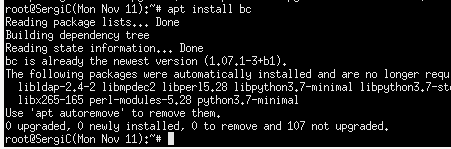 root@SergiC(Mon Nov 11):~# apt install bc
Reading package lists... Done
Building dependency tree
Reading state information... Done
bc is already the newest version (1.07.1-3+b1).
The following packages were automatically installed and are no longer requ
  libldap-2.4-2 libmpdec2 libperl5.28 libpython3.7-minimal libpython3.7-std
  libx265-165 perl-modules-5.28 python3.7-minimal
Use 'apt autoremove' to remove them.
0 upgraded, 0 newly installed, 0 to remove and 107 not upgraded.
root@SergiC(Mon Nov 11):~#